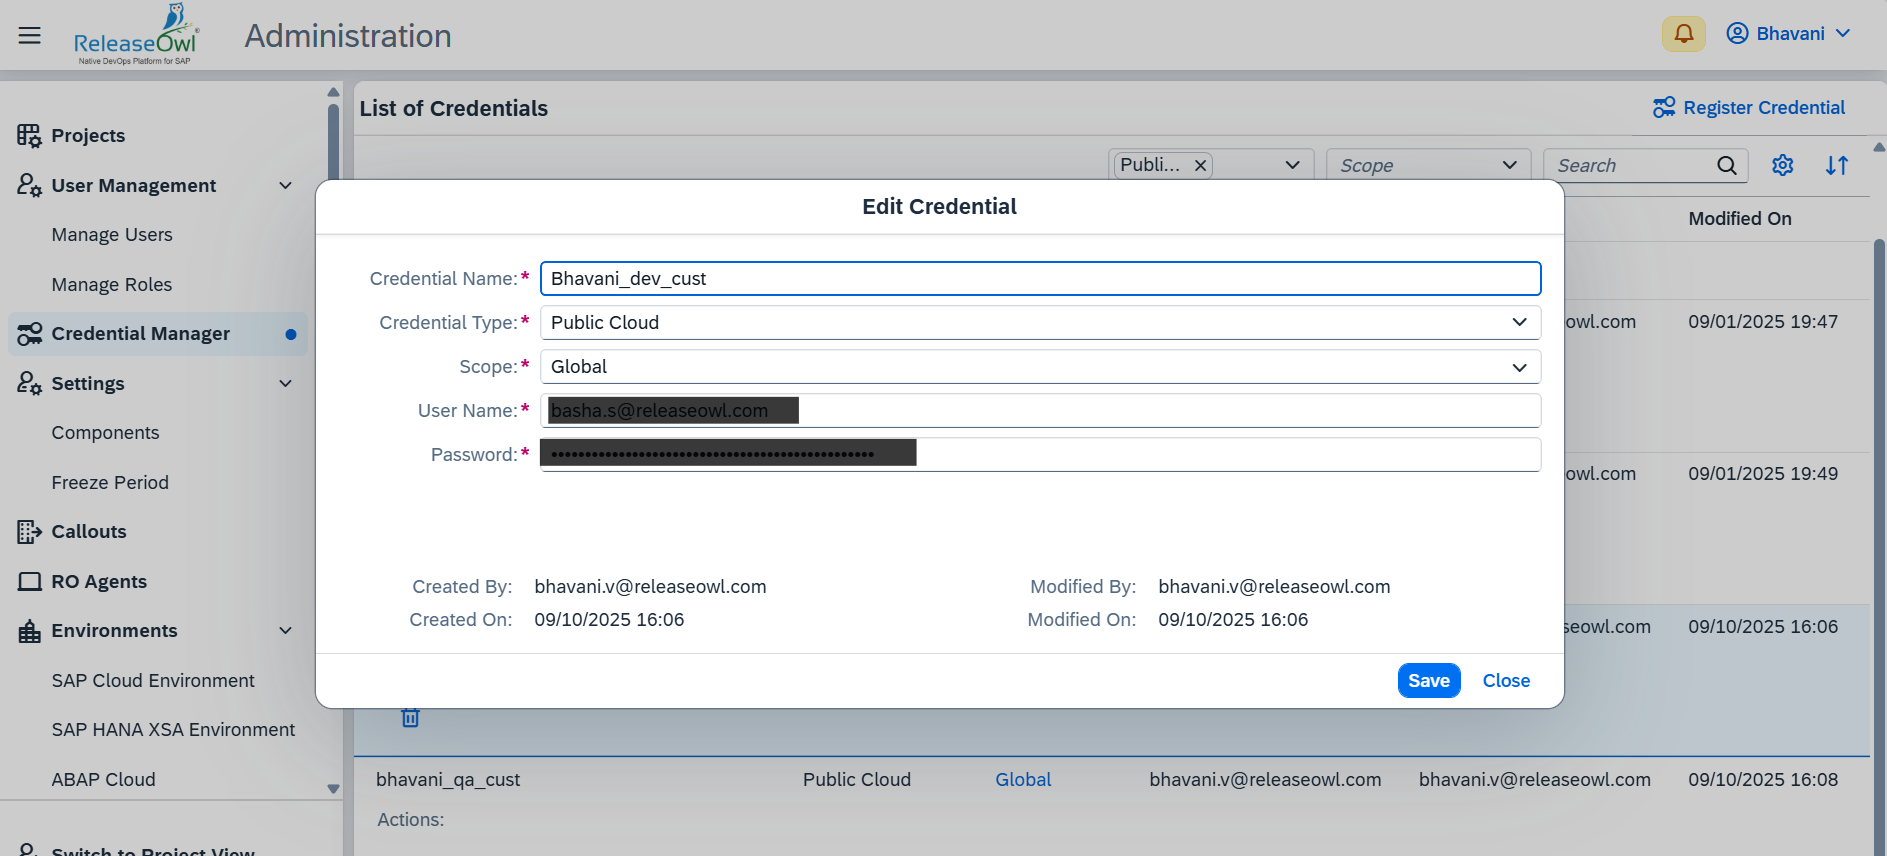 ReleaseOwl®
Native DevOps Platform for SAP
Administration
Bhavani
Projects
User Management
Manage Users
Manage Roles
Credential Manager
Settings
Components
Freeze Period
Callouts
RO Agents
Environments
SAP Cloud Environment
SAP HANA XSA Environment
ABAP Cloud
Switch to Project View
List of Credentials
Register Credential
Publi...
Scope
Search
Modified On
owl.com 09/01/2025 19:47
owl.com 09/01/2025 19:49
seowl.com 09/10/2025 16:06
Edit Credential
Credential Name:* Bhavani_dev_cust
Credential Type:* Public Cloud
Scope:* Global
User Name:* basha.s@releaseowl.com
Password:*
Created By: bhavani.v@releaseowl.com Modified By: bhavani.v@releaseowl.com
Created On: 09/10/2025 16:06 Modified On: 09/10/2025 16:06
Save Close
bhavani_qa_cust Public Cloud Global bhavani.v@releaseowl.com bhavani.v@releaseowl.com 09/10/2025 16:08
Actions: